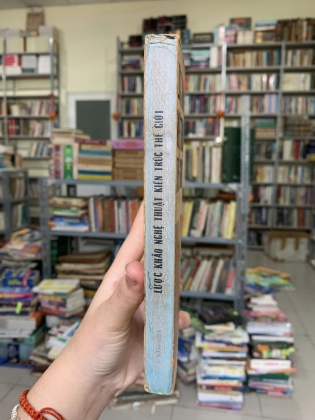 LƯỢC KHẢO NGHỆ THUẬT KIẾN TRÚC THẾ GIỚI